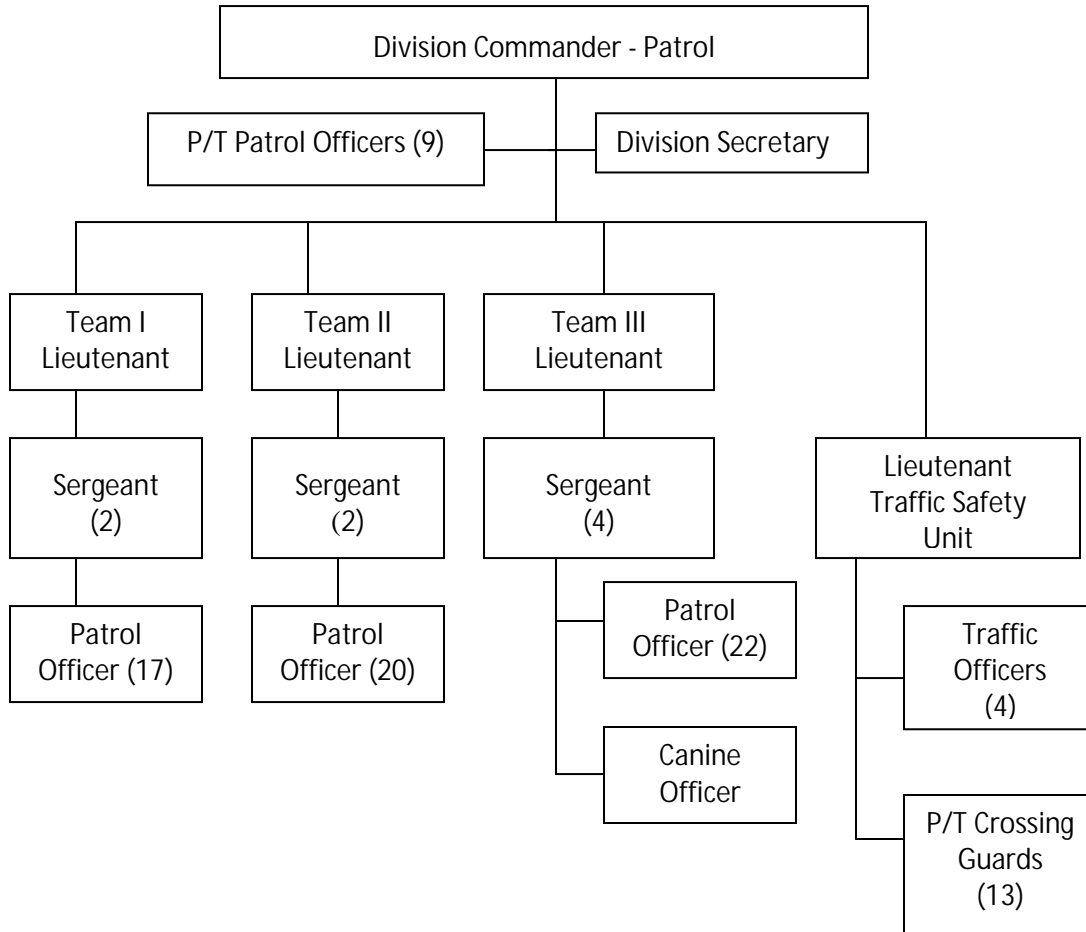 Division Commander - Patrol
P/T Patrol Officers (9)
Division Secretary
Team I
Lieutenant
Team II
Lieutenant
Team III
Lieutenant
Sergeant
(2)
Sergeant
(2)
Sergeant
(4)
Lieutenant
Traffic Safety
Unit
Patrol
Officer (17)
Patrol
Officer (20)
Patrol
Officer (22)
Traffic
Officers
(4)
Canine
Officer
P/T Crossing
Guards
(13)